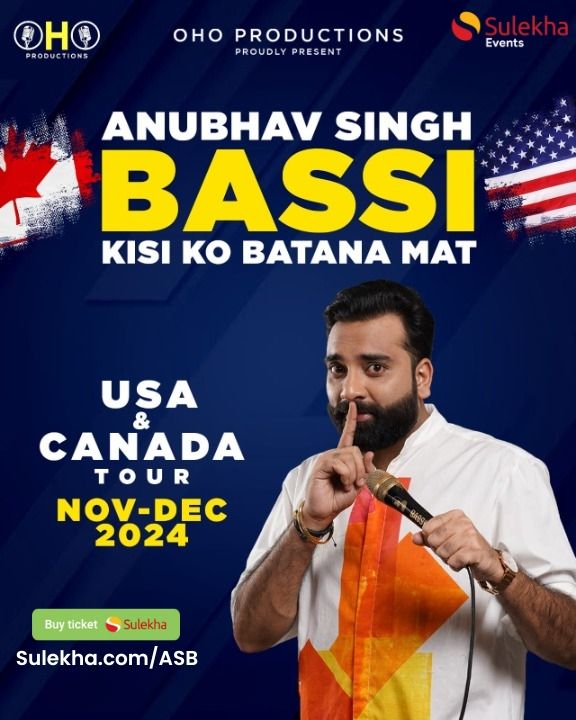 OHO
PRODUCTIONS
OHO PRODUCTIONS
PROUDLY PRESENT
Sulekha
Events
ANUBHAV SINGH
BASSI
KISI KO BATANA MAT
USA
&
CANADA
TOUR
NOV-DEC
2024
Buy ticket Sulekha
Sulekha.com/ASB